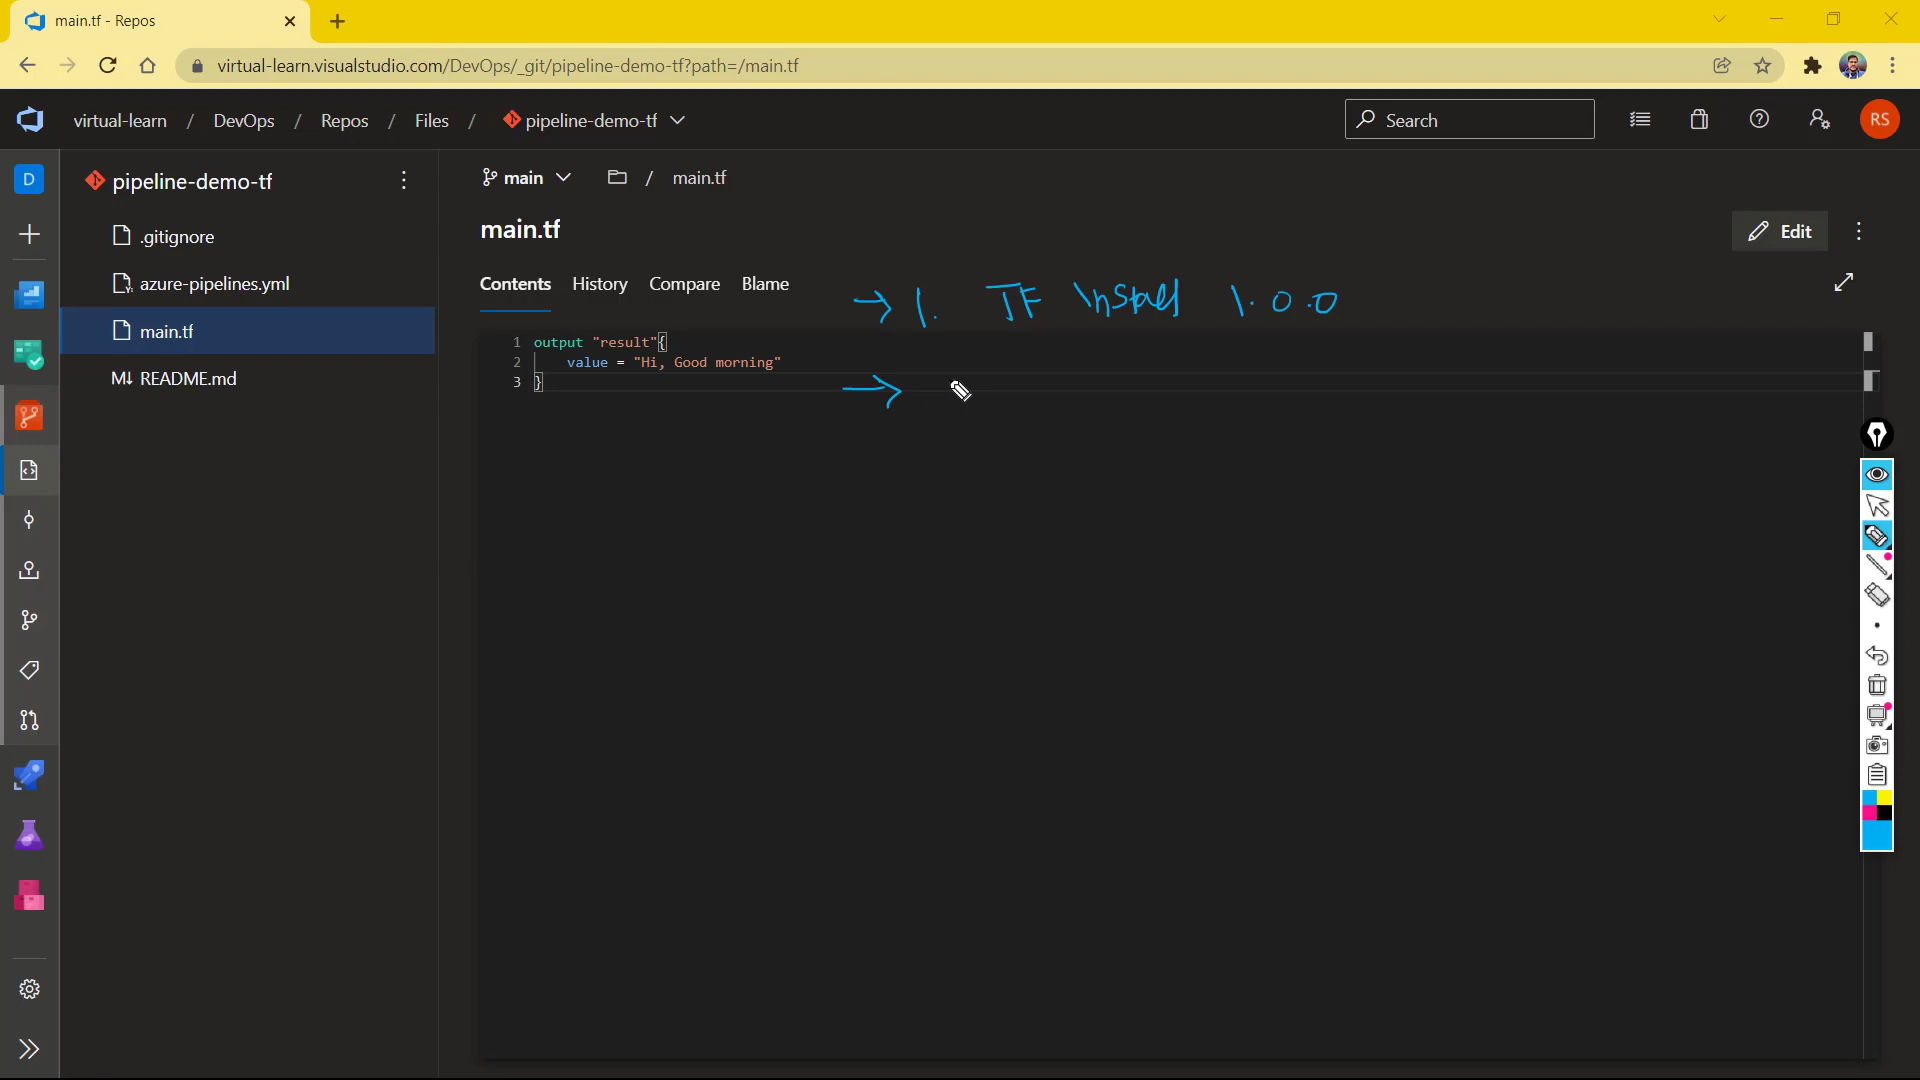 main.tf - Repos
virtual-learn.visualstudio.com/DevOps/_git/pipeline-demo-tf?path=/main.tf
virtual-learn / DevOps / Repos / Files / pipeline-demo-tf
Search
RS
D
pipeline-demo-tf
.gitignore
azure-pipelines.yml
main.tf
M↓ README.md
main / main.tf
main.tf
Edit
Contents History Compare Blame
→ 1. TF Install 1.0.0
1 output "result"{
2 value = "Hi, Good morning"
3 }